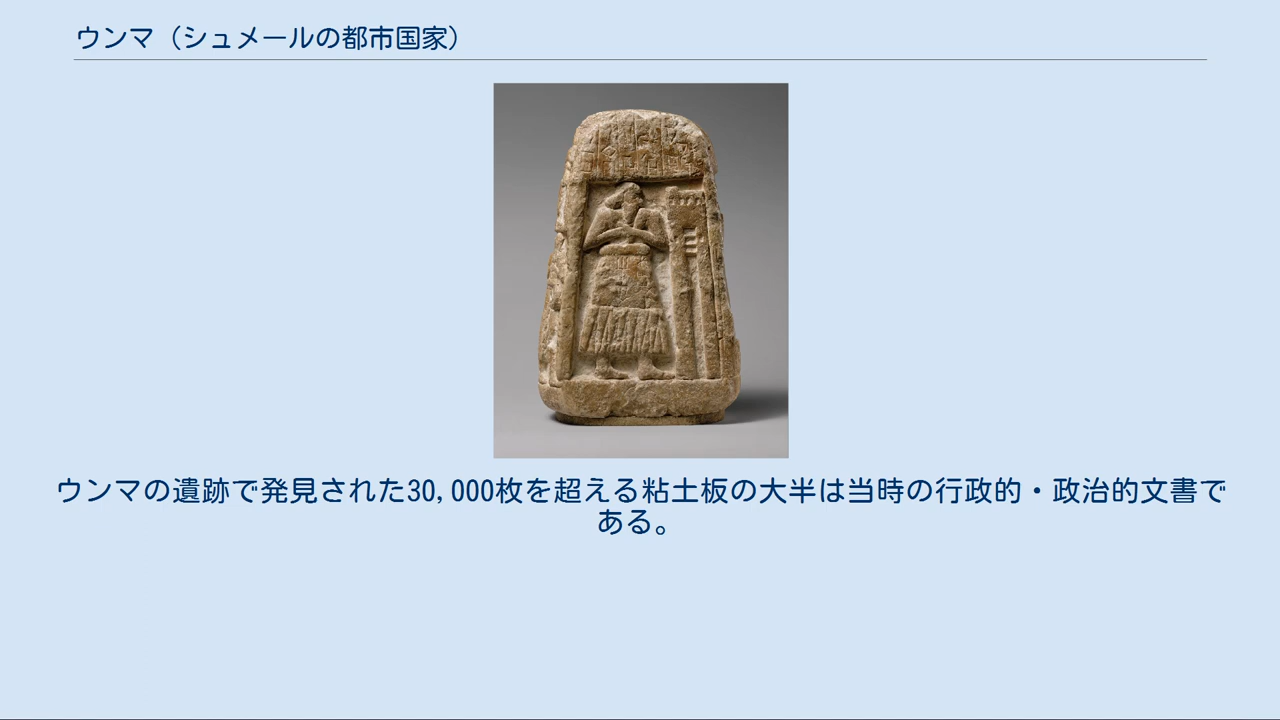 ウンマ（シュメールの都市国家）
ウンマの遺跡で発見された30,000枚を超える粘土板の大半は当時の行政的・政治的文書で
ある。